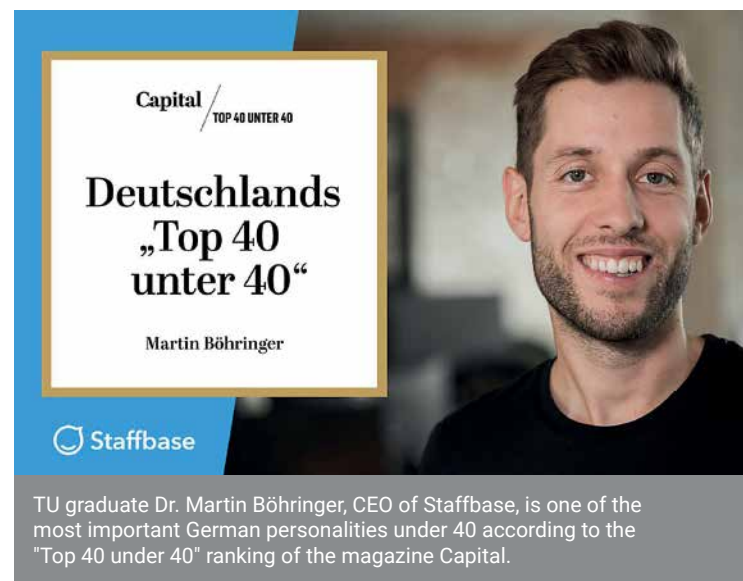 Capital
TOP 40 UNTER 40
Deutschlands
„Top 40
unter 40“
Martin Böhringer
Staffbase
TU graduate Dr. Martin Böhringer, CEO of Staffbase, is one of the
most important German personalities under 40 according to the
"Top 40 under 40" ranking of the magazine Capital.